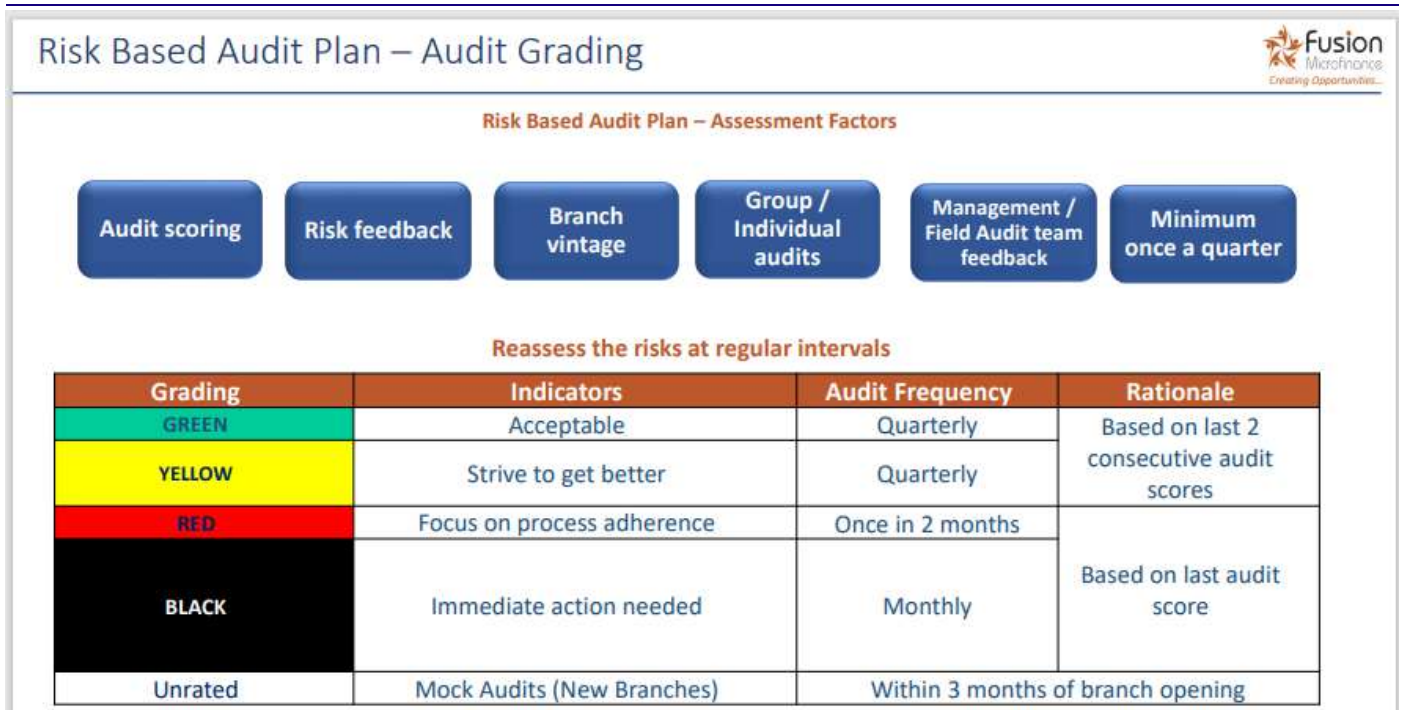 Risk Based Audit Plan – Audit Grading
Fusion
Microfinance
Creating Opportunities...
Risk Based Audit Plan – Assessment Factors
Audit scoring
Risk feedback
Branch
vintage
Group /
Individual
audits
Management /
Field Audit team
feedback
Minimum
once a quarter
Reassess the risks at regular intervals
Grading Indicators Audit Frequency Rationale
GREEN Acceptable Quarterly
YELLOW Strive to get better Quarterly
Based on last 2
consecutive audit
scores
RED Focus on process adherence Once in 2 months
BLACK Immediate action needed Monthly
Based on last audit
score
Unrated Mock Audits (New Branches) Within 3 months of branch opening